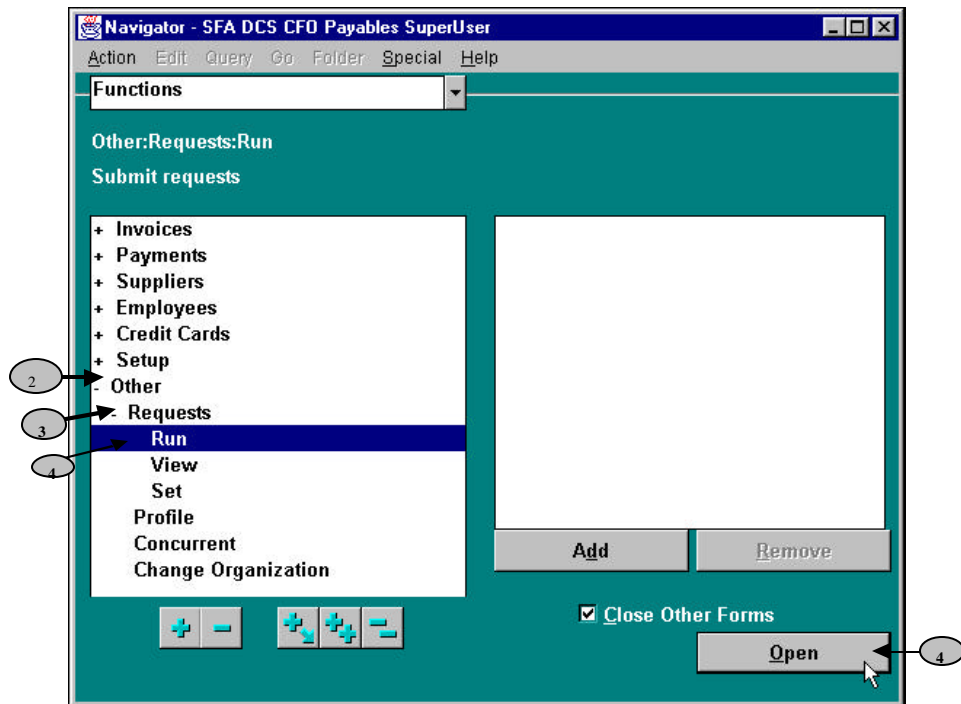 Navigator - SFA DCS CFO Payables SuperUser
Action Edit Query Go Folder Special Help
Functions
Other:Requests:Run
Submit requests
+ Invoices
+ Payments
+ Suppliers
+ Employees
+ Credit Cards
+ Setup
2
- Other
3
- Requests
4
Run
View
Set
Profile
Concurrent
Change Organization
Add Remove
Close Other Forms
Open
4